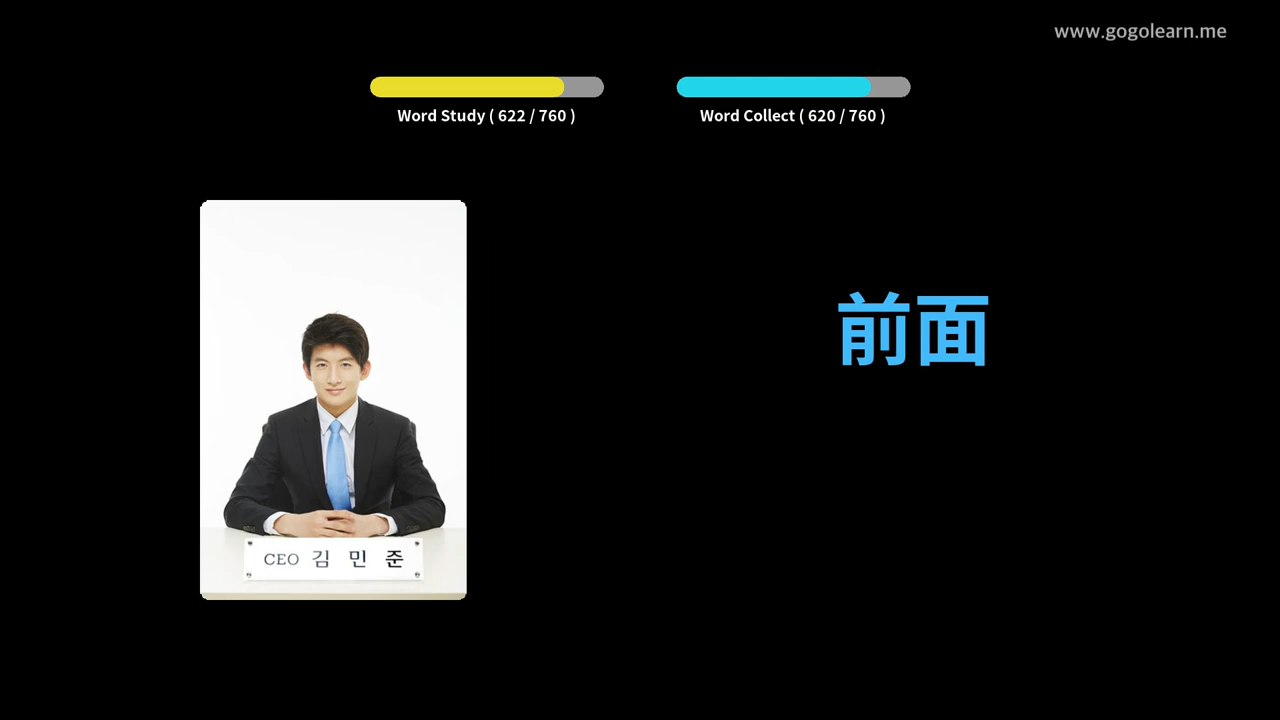 www.gogolearn.me
Word Study ( 622 / 760 )
Word Collect ( 620 / 760 )
前面
CEO 김 민 준